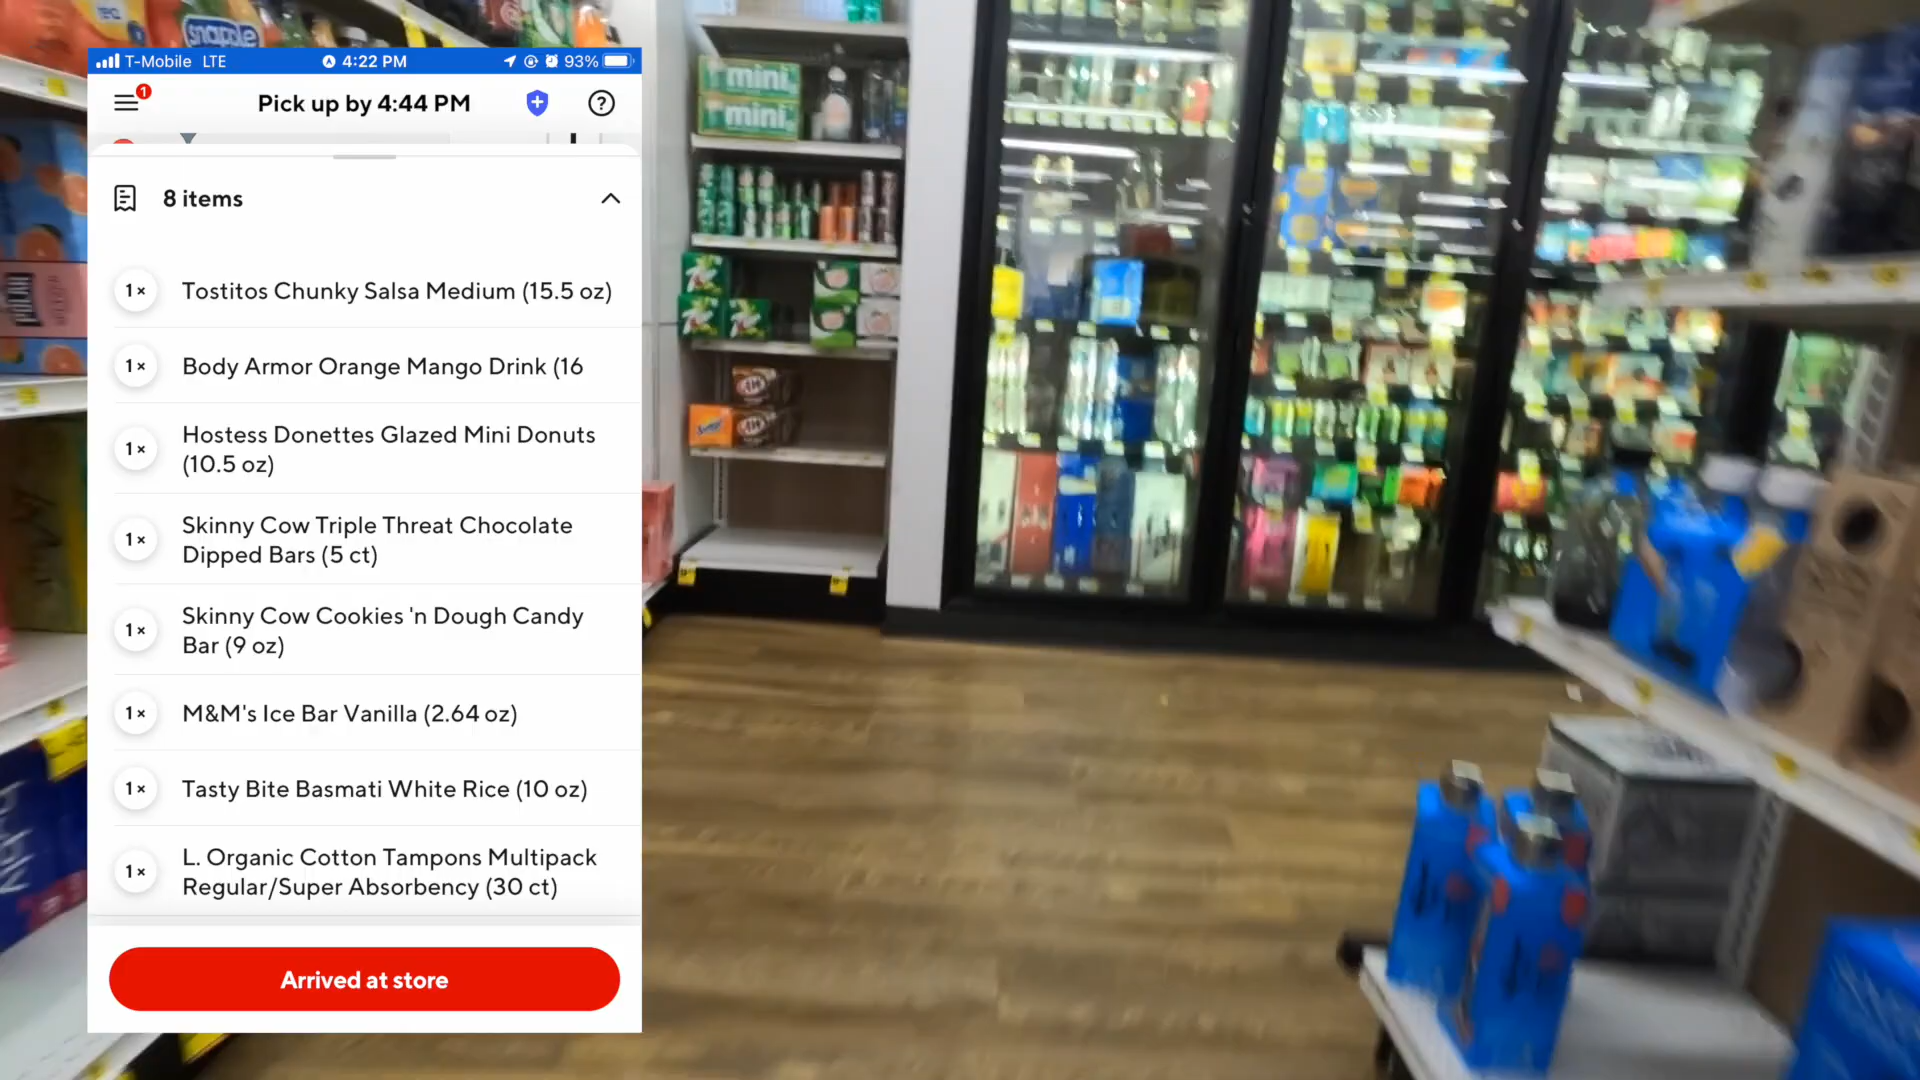 snapple
T-Mobile LTE
4:22 PM
93%
1
Pick up by 4:44 PM
?
8 items
1× Tostitos Chunky Salsa Medium (15.5 oz)
1× Body Armor Orange Mango Drink (16
1× Hostess Donettes Glazed Mini Donuts
(10.5 oz)
1× Skinny Cow Triple Threat Chocolate
Dipped Bars (5 ct)
1× Skinny Cow Cookies 'n Dough Candy
Bar (9 oz)
1× M&M's Ice Bar Vanilla (2.64 oz)
1× Tasty Bite Basmati White Rice (10 oz)
1× L. Organic Cotton Tampons Multipack
Regular/Super Absorbency (30 ct)
Arrived at store
mini
mini
A&W
A&W